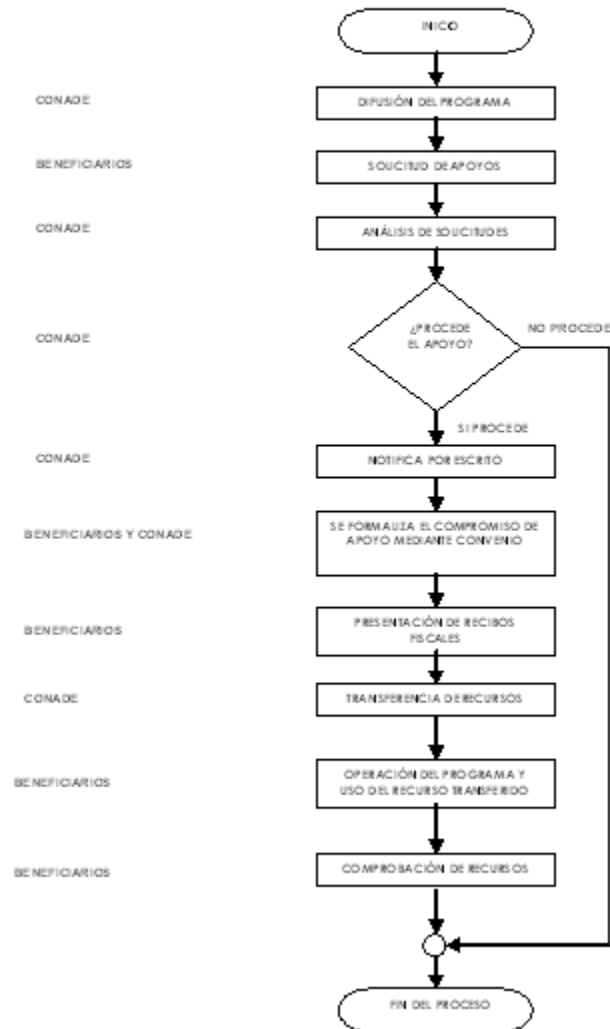 INICIO
CONADE
DIFUSIÓN DEL PROGRAMA
BENEFICIARIOS
SOLICITUD DE APOYOS
CONADE
ANÁLISIS DE SOLICITUDES
CONADE
¿PROCEDE
EL APOYO?
NO PROCEDE
SI PROCEDE
CONADE
NOTIFICA POR ESCRITO
BENEFICIARIOS Y CONADE
SE FORMALIZA EL COMPROMISO DE
APOYO MEDIANTE CONVENIO
BENEFICIARIOS
PRESENTACIÓN DE RECIBOS
FISCALES
CONADE
TRANSFERENCIA DE RECURSOS
BENEFICIARIOS
OPERACIÓN DEL PROGRAMA Y
USO DEL RECURSO TRANSFERIDO
BENEFICIARIOS
COMPROBACIÓN DE RECURSOS
FIN DEL PROCESO